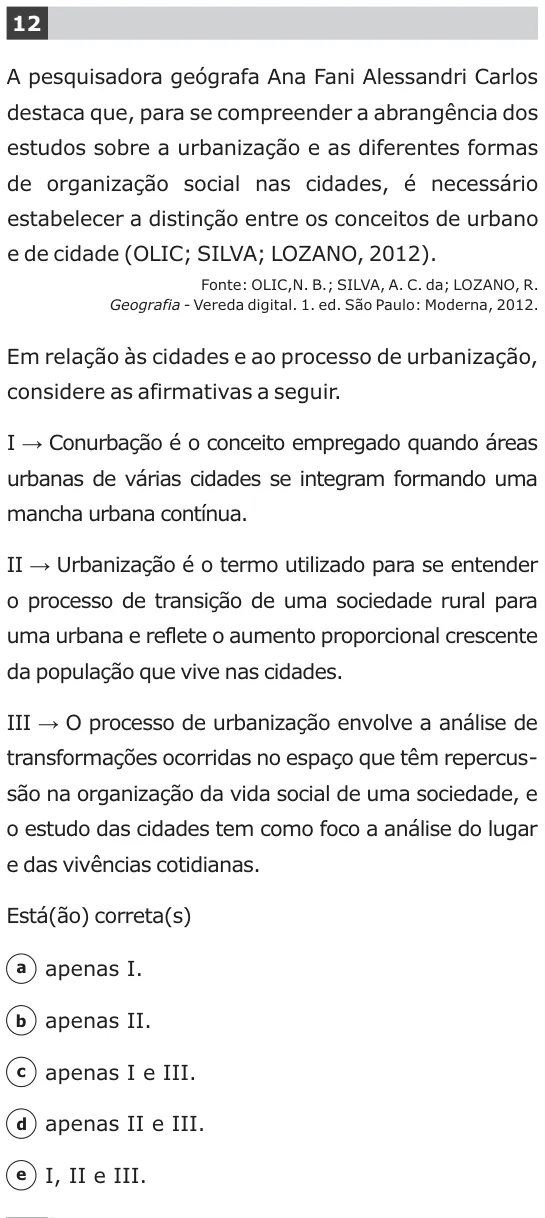 12
A pesquisadora geógrafa Ana Fani Alessandri Carlos
destaca que, para se compreender a abrangência dos
estudos sobre a urbanização e as diferentes formas
de organização social nas cidades, é necessário
estabelecer a distinção entre os conceitos de urbano
e de cidade (OLIC; SILVA; LOZANO, 2012).
Fonte: OLIC,N. B.; SILVA, A. C. da; LOZANO, R.
Geografia - Vereda digital. 1. ed. São Paulo: Moderna, 2012.
Em relação às cidades e ao processo de urbanização,
considere as afirmativas a seguir.
I → Conurbação é o conceito empregado quando áreas
urbanas de várias cidades se integram formando uma
mancha urbana contínua.
II → Urbanização é o termo utilizado para se entender
o processo de transição de uma sociedade rural para
uma urbana e reflete o aumento proporcional crescente
da população que vive nas cidades.
III → O processo de urbanização envolve a análise de
transformações ocorridas no espaço que têm repercus-
são na organização da vida social de uma sociedade, e
o estudo das cidades tem como foco a análise do lugar
e das vivências cotidianas.
Está(ão) correta(s)
a apenas I.
b apenas II.
c apenas I e III.
d apenas II e III.
e I, II e III.